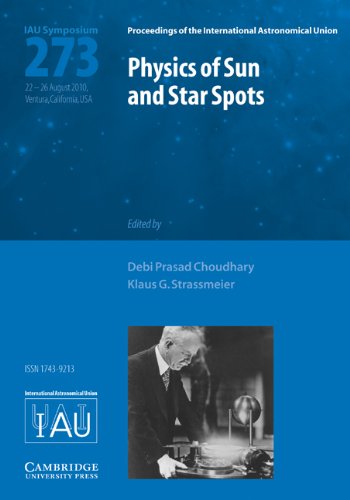 IAU Symposium
273
22 – 26 August 2010,
Ventura, California, USA
Proceedings of the International Astronomical Union
Physics of Sun
and Star Spots
Edited by
Debi Prasad Choudhary
Klaus G. Strassmeier
ISSN 1743-9213
International Astronomical Union
IAU
CAMBRIDGE
UNIVERSITY PRESS